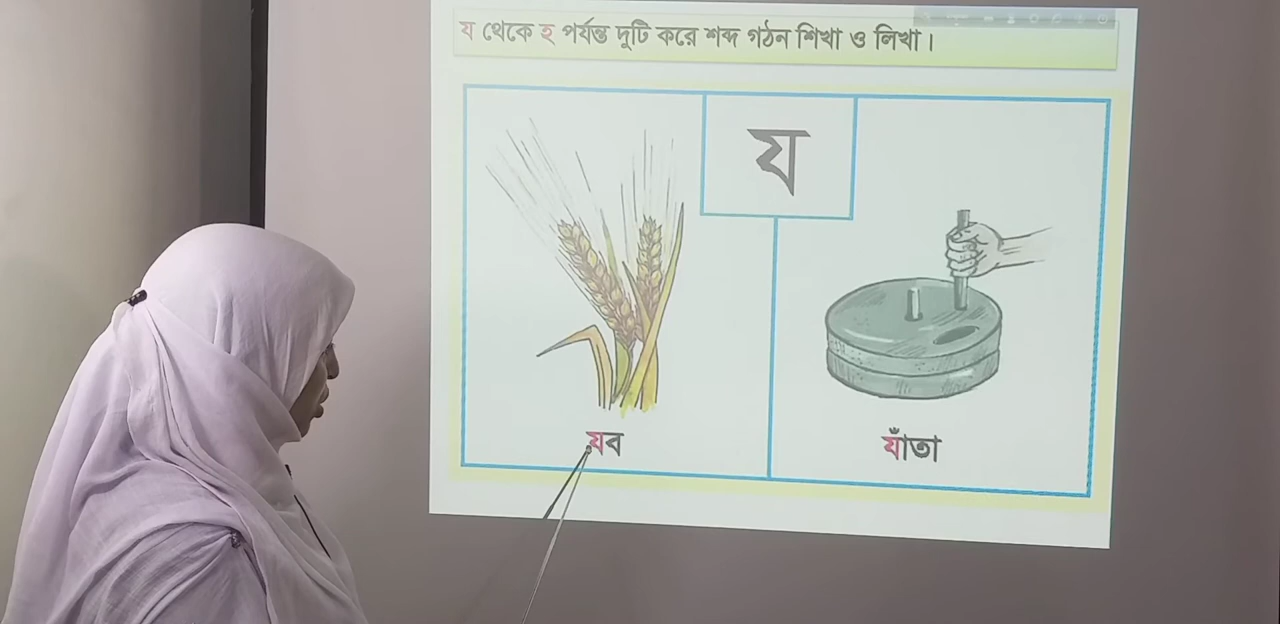 য থেকে হ পর্যন্ত দুটি করে শব্দ গঠন শিখা ও লিখা।
য
যব
যাঁতা